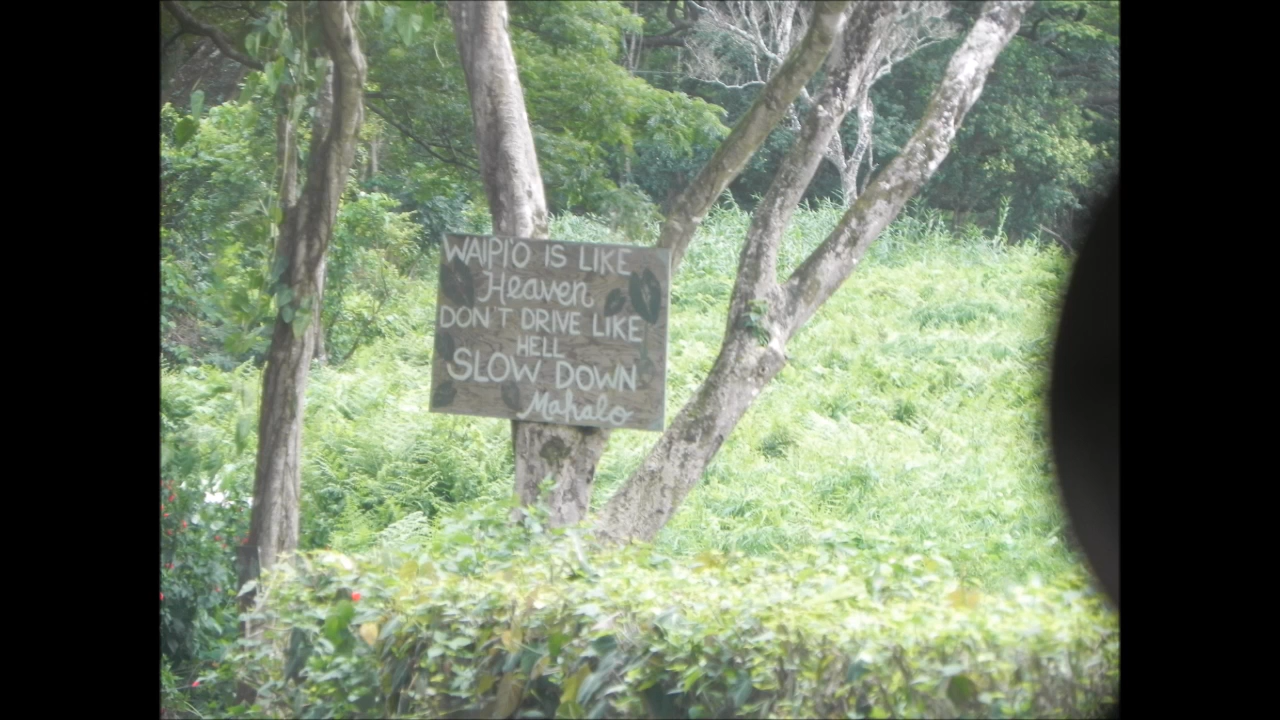 WAIPI'O IS LIKE
Heaven
DON'T DRIVE LIKE
HELL
SLOW DOWN
Mahalo